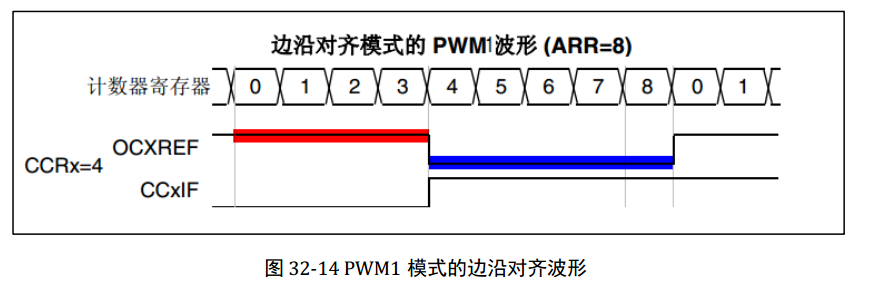 边沿对齐模式的 PWM1波形 (ARR=8)
计数器寄存器 0 1 2 3 4 5 6 7 8 0 1
OCXREF
CCRx=4
CCxIF
图 32-14 PWM1 模式的边沿对齐波形